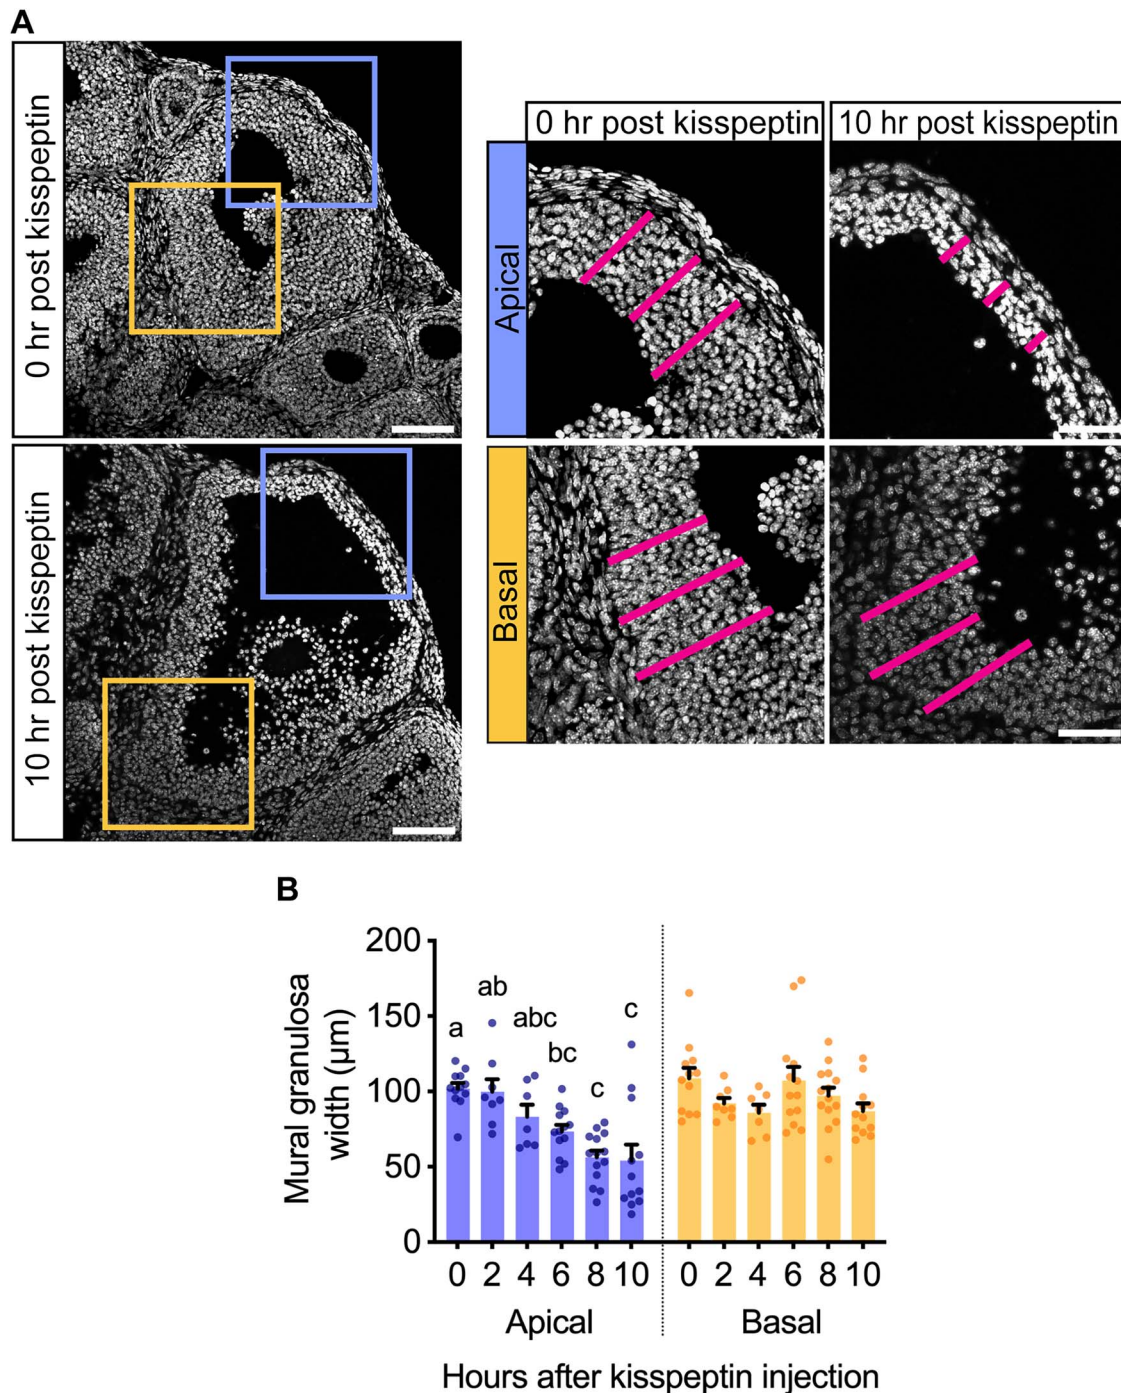 A
0 hr post kisspeptin
10 hr post kisspeptin
0 hr post kisspeptin
10 hr post kisspeptin
Apical
Basal
B
Mural granulosa
width (µm)
200
150
100
50
0
a
ab
abc
bc
c
c
0 2 4 6 8 10
0 2 4 6 8 10
Apical
Basal
Hours after kisspeptin injection